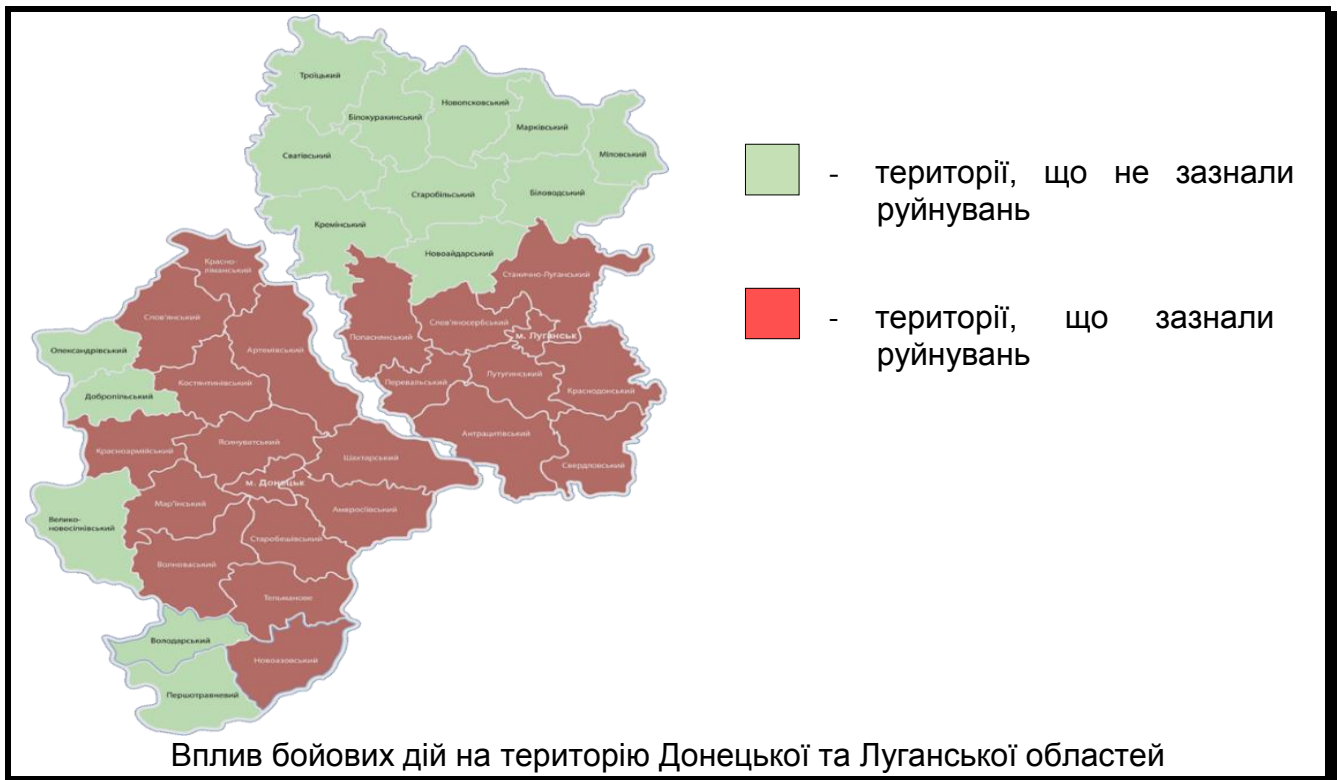 Троїцький
Білокуракинський
Новопсковський
Марківський
Міловський
Сватівський
Старобільський
Біловодський
Кремінський
Новоайдарський
- території, що не зазнали
руйнувань
- території, що зазнали
руйнувань
Красно-
лиманський
Станично-Луганський
Слов'янський
Слов'яносербський
м. Луганськ
Попаснянський
Артемівський
Олександрівський
Костянтинівський
Добропільський
Перевальський
Лутугинський
Краснодонський
Красноармійський
Ясинуватський
Шахтарський
Антрацитівський
Свердловський
м. Донецьк
Мар'їнський
Амвросіївський
Велико-
новосілківський
Старобешівський
Волноваський
Тельманове
Володарський
Новоазовський
Першотравневий
Вплив бойових дій на територію Донецької та Луганської областей